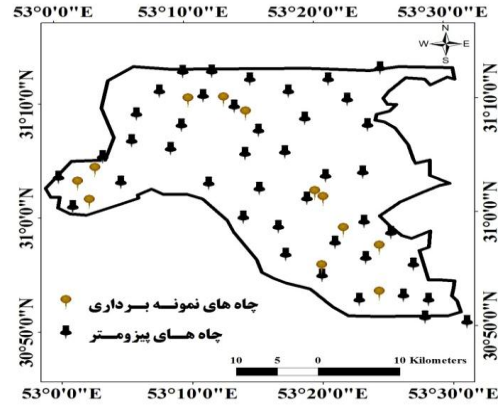 53°0'0"E 53°10'0"E 53°20'0"E 53°30'0"E
N
W E
S
31°10'0"N 31°10'0"N
31°0'0"N 31°0'0"N
30°50'0"N 30°50'0"N
چاه های نمونه برداری
چاه های پیزومتر
10 5 0 10 Kilometers
53°0'0"E 53°10'0"E 53°20'0"E 53°30'0"E